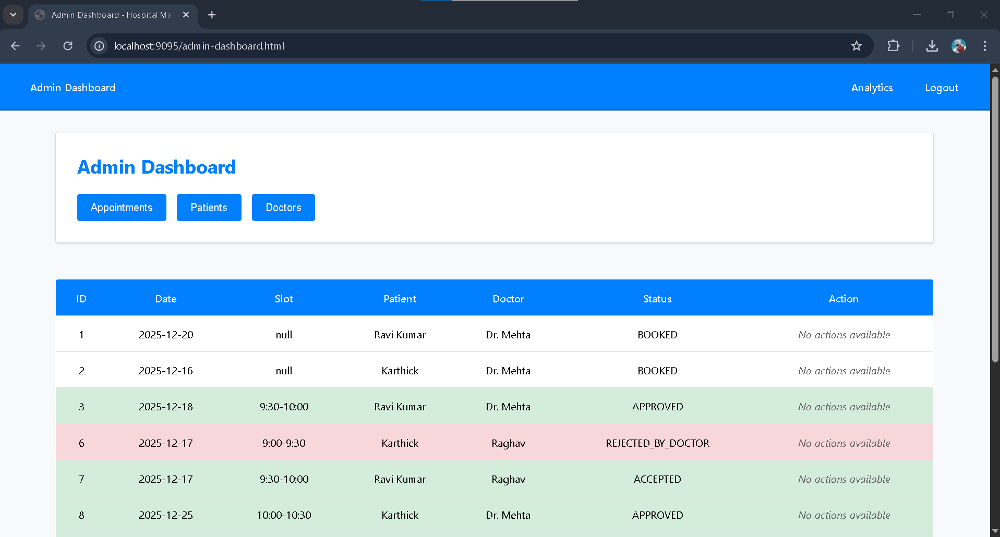 Admin Dashboard - Hospital Ma
localhost:9095/admin-dashboard.html
Admin Dashboard Analytics Logout
Admin Dashboard
Appointments Patients Doctors
ID Date Slot Patient Doctor Status Action
1 2025-12-20 null Ravi Kumar Dr. Mehta BOOKED No actions available
2 2025-12-16 null Karthick Dr. Mehta BOOKED No actions available
3 2025-12-18 9:30-10:00 Ravi Kumar Dr. Mehta APPROVED No actions available
6 2025-12-17 9:00-9:30 Karthick Raghav REJECTED_BY_DOCTOR No actions available
7 2025-12-17 9:30-10:00 Ravi Kumar Raghav ACCEPTED No actions available
8 2025-12-25 10:00-10:30 Karthick Dr. Mehta APPROVED No actions available